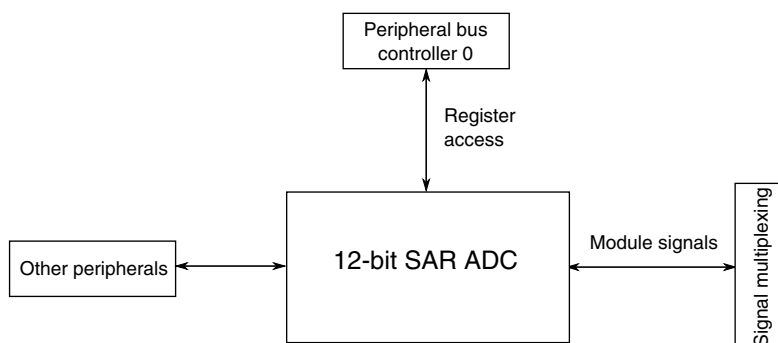 Peripheral bus
controller 0
Register
access
12-bit SAR ADC
Other peripherals
Module signals
Signal multiplexing